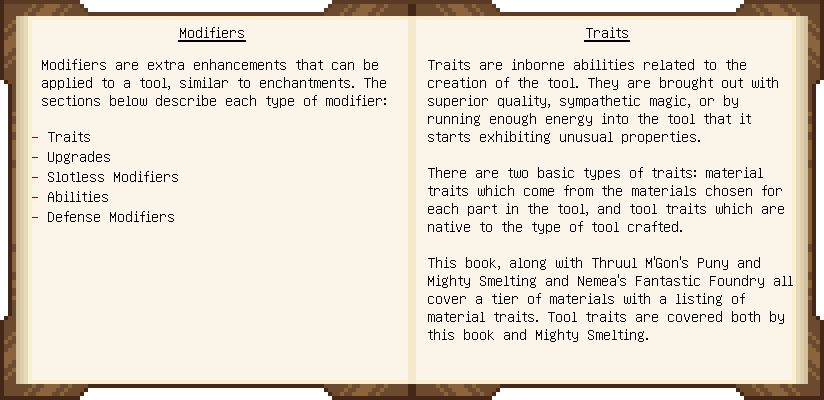 Modifiers
Modifiers are extra enhancements that can be
applied to a tool, similar to enchantments. The
sections below describe each type of modifier:
- Traits
- Upgrades
- Slotless Modifiers
- Abilities
- Defense Modifiers
Traits
Traits are inborne abilities related to the
creation of the tool. They are brought out with
superior quality, sympathetic magic, or by
running enough energy into the tool that it
starts exhibiting unusual properties.
There are two basic types of traits: material
traits which come from the materials chosen for
each part in the tool, and tool traits which are
native to the type of tool crafted.
This book, along with Thruul M'Gon's Puny and
Mighty Smelting and Nemea's Fantastic Foundry all
cover a tier of materials with a listing of
material traits. Tool traits are covered both by
this book and Mighty Smelting.